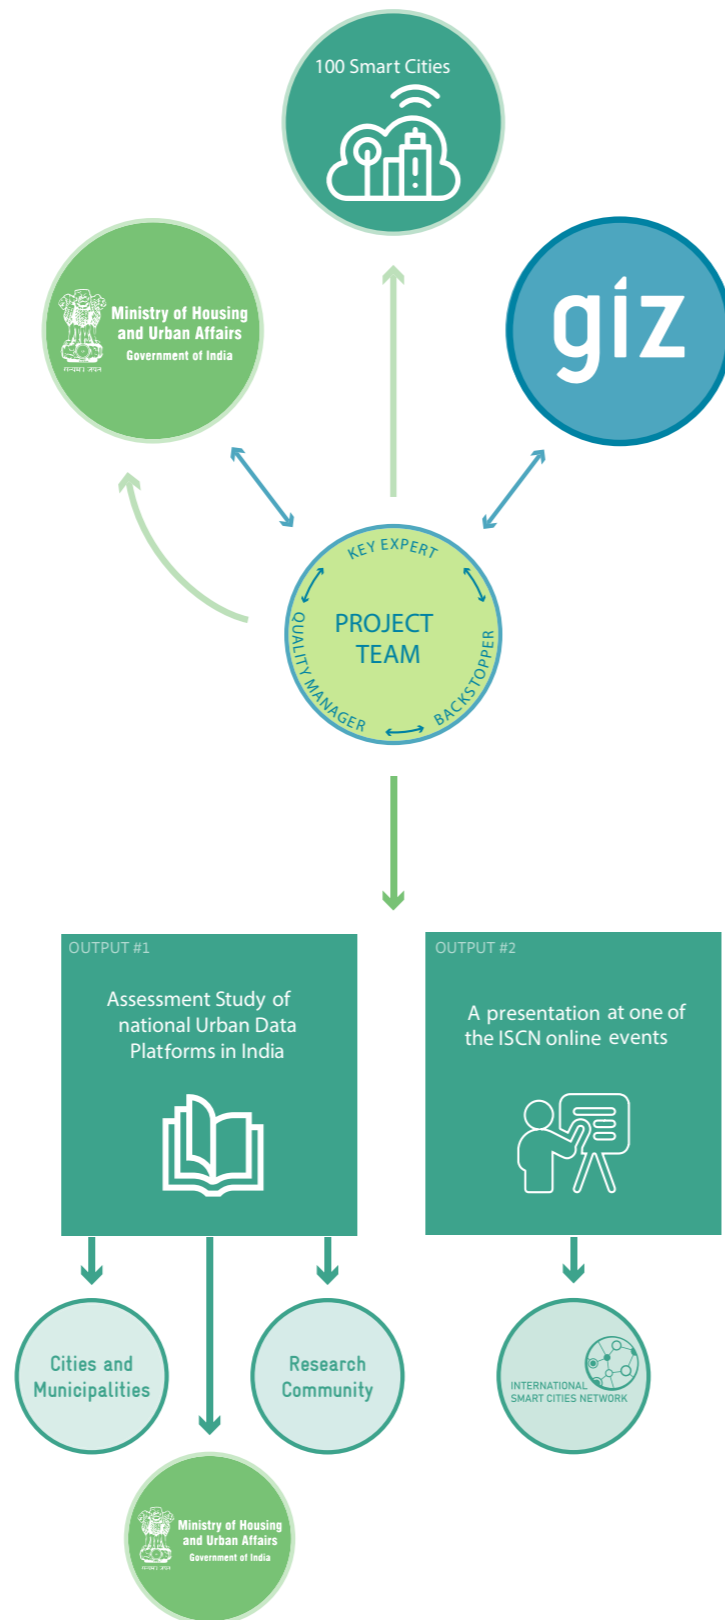 100 Smart Cities
Ministry of Housing
and Urban Affairs
Government of India
सत्यमेव जयते
giz
KEY EXPERT
PROJECT
TEAM
QUALITY MANAGER
BACKSTOPPER
OUTPUT #1
Assessment Study of
national Urban Data
Platforms in India
OUTPUT #2
A presentation at one of
the ISCN online events
Cities and
Municipalities
Research
Community
INTERNATIONAL
SMART CITIES NETWORK
Ministry of Housing
and Urban Affairs
Government of India